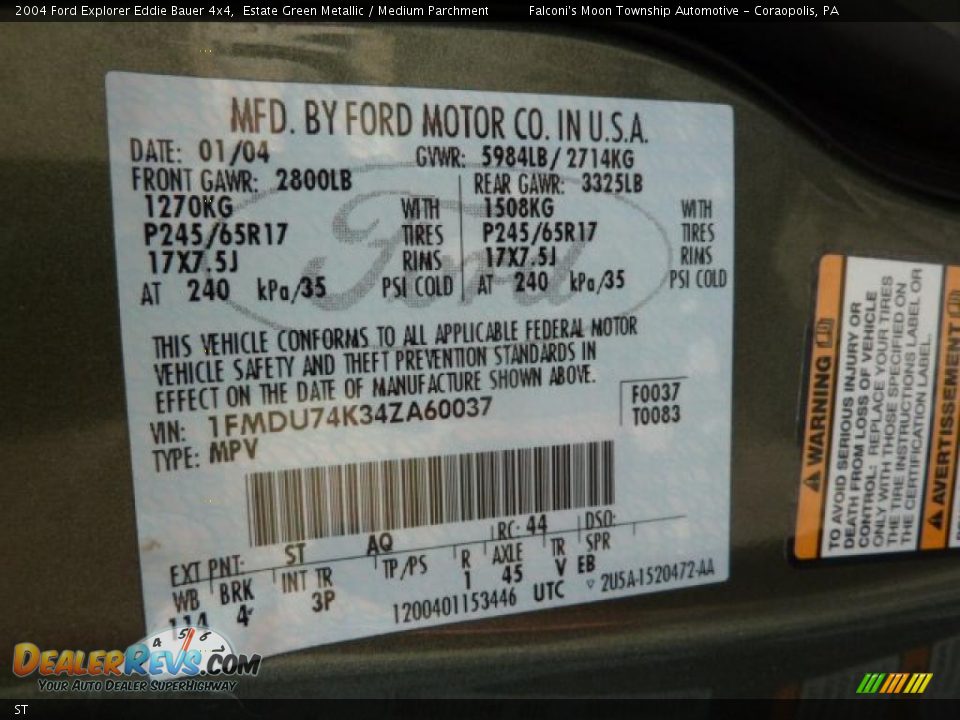 2004 Ford Explorer Eddie Bauer 4x4, Estate Green Metallic / Medium Parchment Falconi's Moon Township Automotive - Coraopolis, PA
MFD. BY FORD MOTOR CO. IN U.S.A.
DATE: 01/04 GVWR: 5984LB/2714KG
FRONT GAWR: 2800LB REAR GAWR: 3325LB
1270KG WITH 1508KG WITH
P245/65R17 TIRES P245/65R17 TIRES
17X7.5J RIMS 17X7.5J RIMS
AT 240 kPa/35 PSI COLD AT 240 kPa/35 PSI COLD
Ford
THIS VEHICLE CONFORMS TO ALL APPLICABLE FEDERAL MOTOR
VEHICLE SAFETY AND THEFT PREVENTION STANDARDS IN
EFFECT ON THE DATE OF MANUFACTURE SHOWN ABOVE.
VIN: 1FMDU74K34ZA60037 F0037
TYPE: MPV T0083
RC: 44 DSO:
EXT PNT: ST AQ
WB BRK INT TR TP/PS R AXLE TR SPR
114 4 3P 1 45 V EB
1200401153446 UTC ▽ 2U5A-1520472-AA
WARNING
TO AVOID SERIOUS INJURY OR
DEATH FROM LOSS OF VEHICLE
CONTROL: REPLACE YOUR TIRES
ONLY WITH THOSE SPECIFIED ON
THE TIRE INSTRUCTIONS LABEL OR
THE CERTIFICATION LABEL.
AVERTISSEMENT
4 5 6
DEALERREVS.COM
Your Auto Dealer SuperHighway
ST